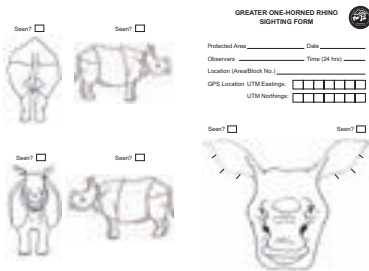 GREATER ONE-HORNED RHINO
SIGHTING FORM
Protected Area Date
Observers Time (24 hrs)
Location (Area/Block No.)
GPS Location UTM Eastings:
UTM Northings:
Seen? Seen?
Seen? Seen?
Seen? Seen?